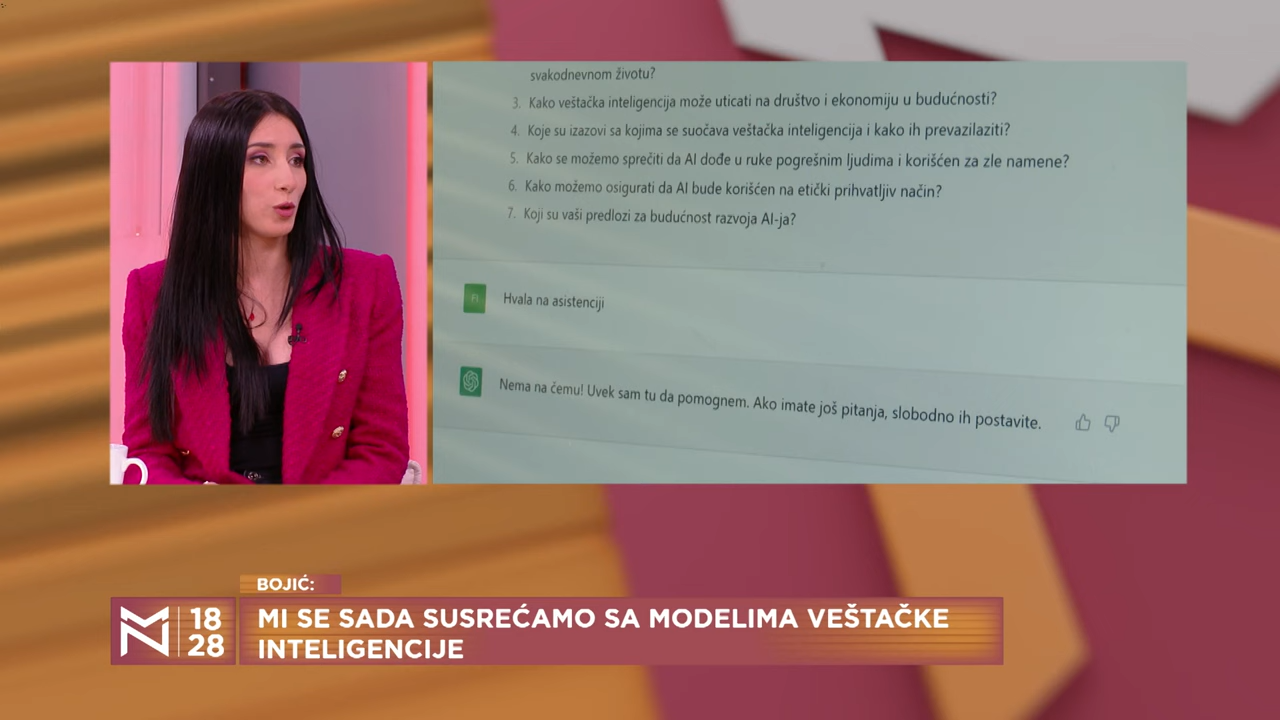 svakodnevnom životu?
3. Kako veštačka inteligencija može uticati na društvo i ekonomiju u budućnosti?
4. Koje su izazovi sa kojima se suočava veštačka inteligencija i kako ih prevazilaziti?
5. Kako se možemo sprečiti da AI dođe u ruke pogrešnim ljudima i korišćen za zle namene?
6. Kako možemo osigurati da AI bude korišćen na etički prihvatljiv način?
7. Koji su vaši predlozi za budućnost razvoja AI-ja?
FI Hvala na asistenciji
Nema na čemu! Uvek sam tu da pomognem. Ako imate još pitanja, slobodno ih postavite.
BOJIĆ:
18
28
MI SE SADA SUSREĆAMO SA MODELIMA VEŠTAČKE
INTELIGENCIJE